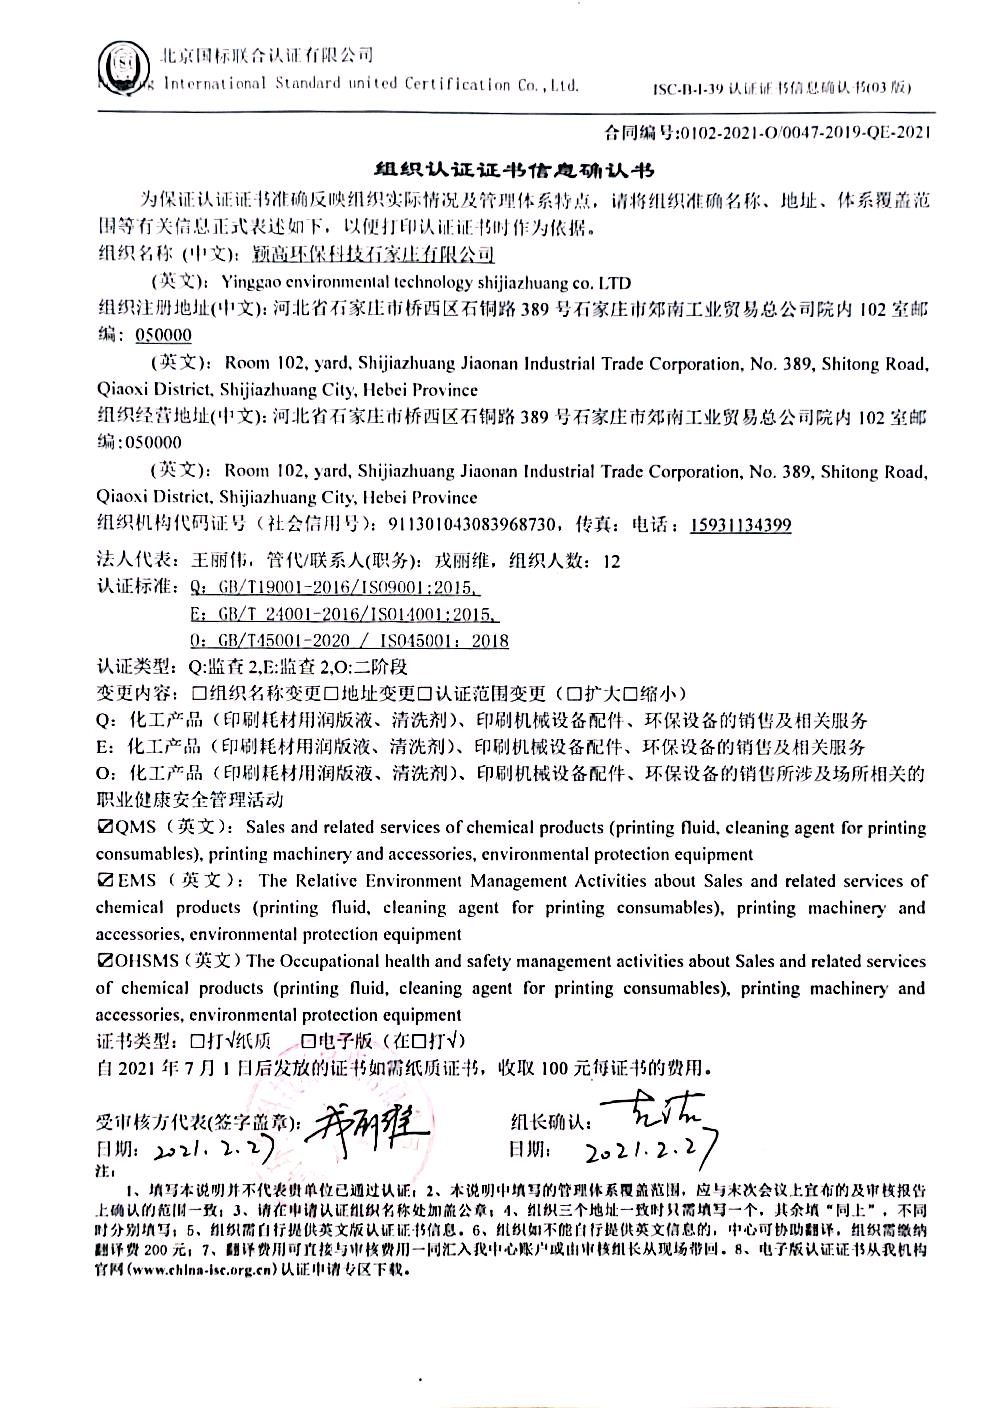 北京国标联合认证有限公司
International Standard united Certification Co.,Ltd.
ISC-B-I-39 认证证书信息确认书(03版)
合同编号:0102-2021-O/0047-2019-QE-2021
组织认证证书信息确认书
为保证认证证书准确反映组织实际情况及管理体系特点，请将组织准确名称、地址、体系覆盖范
围等有关信息正式表述如下，以便打印认证证书时作为依据。
组织名称 (中文)：颖高环保科技石家庄有限公司
(英文)：Yinggao environmental technology shijiazhuang co. LTD
组织注册地址(中文)：河北省石家庄市桥西区石铜路 389 号石家庄市郊南工业贸易总公司院内 102 室邮
编：050000
(英文)：Room 102, yard, Shijiazhuang Jiaonan Industrial Trade Corporation, No. 389, Shitong Road,
Qiaoxi District, Shijiazhuang City, Hebei Province
组织经营地址(中文)：河北省石家庄市桥西区石铜路 389 号石家庄市郊南工业贸易总公司院内 102 室邮
编:050000
(英文)：Room 102, yard, Shijiazhuang Jiaonan Industrial Trade Corporation, No. 389, Shitong Road,
Qiaoxi District, Shijiazhuang City, Hebei Province
组织机构代码证号（社会信用号)：911301043083968730，传真：电话：15931134399
法人代表：王丽伟，管代/联系人(职务)：戎丽维，组织人数：12
认证标准：Q：GB/T19001-2016/ISO9001:2015,
E：GB/T 24001-2016/ISO14001:2015,
O：GB/T45001-2020 / ISO45001：2018
认证类型：Q:监查 2,E:监查 2,O:二阶段
变更内容：☐组织名称变更☐地址变更☐认证范围变更（☐扩大☐缩小）
Q：化工产品（印刷耗材用润版液、清洗剂）、印刷机械设备配件、环保设备的销售及相关服务
E：化工产品（印刷耗材用润版液、清洗剂）、印刷机械设备配件、环保设备的销售及相关服务
O：化工产品（印刷耗材用润版液、清洗剂）、印刷机械设备配件、环保设备的销售所涉及场所相关的
职业健康安全管理活动
☑QMS（英文）：Sales and related services of chemical products (printing fluid, cleaning agent for printing
consumables), printing machinery and accessories, environmental protection equipment
☑EMS（英文）：The Relative Environment Management Activities about Sales and related services of
chemical products (printing fluid, cleaning agent for printing consumables), printing machinery and
accessories, environmental protection equipment
☑OHSMS（英文）The Occupational health and safety management activities about Sales and related services
of chemical products (printing fluid, cleaning agent for printing consumables), printing machinery and
accessories, environmental protection equipment
证书类型：☐打√纸质 ☐电子版（在☐打√）
自 2021 年 7 月 1 日后发放的证书如需纸质证书，收取 100 元每证书的费用。
受审核方代表(签字盖章)：戎丽维 组长确认：
日期：2021.2.27 日期：2021.2.27
注：
1、填写本说明并不代表贵单位已通过认证；2、本说明中填写的管理体系覆盖范围，应与末次会议上宣布的及审核报告
上确认的范围一致；3、请在申请认证组织名称处加盖公章；4、组织三个地址一致时只需填写一个，其余填“同上”，不同
时分别填写；5、组织需自行提供英文版认证证书信息。6、组织如不能自行提供英文信息的，中心可协助翻译，组织需缴纳
翻译费 200 元；7、翻译费用可直接与审核费用一同汇入我中心账户或由审核组长从现场带回。8、电子版认证证书从我机构
官网(www.china-isc.org.cn)认证申请专区下载。